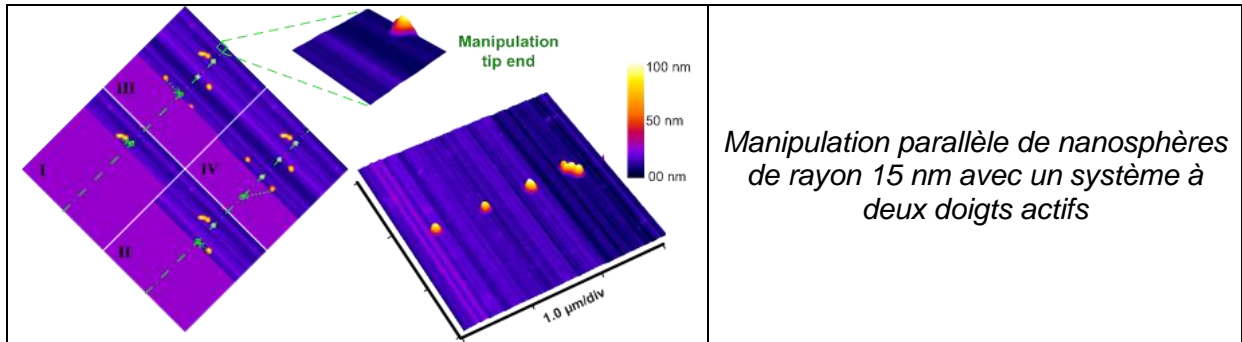 Manipulation
tip end
III
I
IV
II
100 nm
50 nm
00 nm
1.0 µm/div
Manipulation parallèle de nanosphères
de rayon 15 nm avec un système à
deux doigts actifs